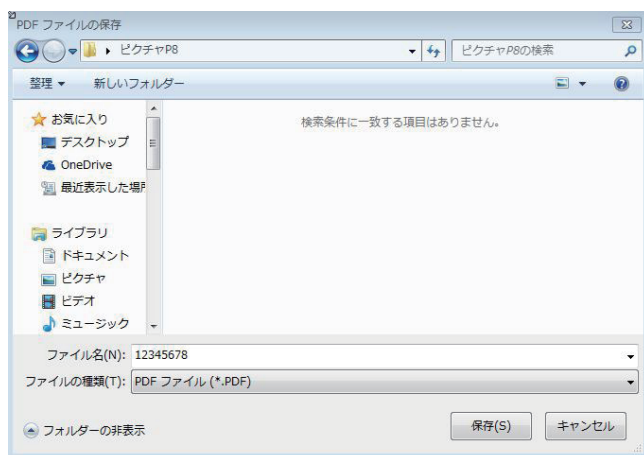 PDF ファイルの保存
ピクチャP8
ピクチャP8の検索
整理
新しいフォルダー
お気に入り
デスクトップ
OneDrive
最近表示した場所
ライブラリ
ドキュメント
ピクチャ
ビデオ
ミュージック
検索条件に一致する項目はありません。
ファイル名(N): 12345678
ファイルの種類(T): PDF ファイル (*.PDF)
フォルダーの非表示
保存(S)
キャンセル